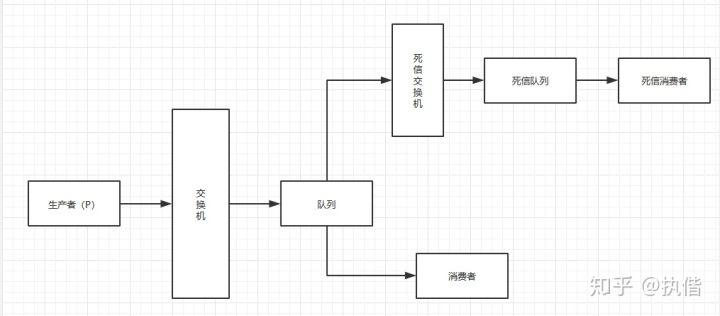 生产者（P）
交换机
队列
死信交换机
死信队列
死信消费者
消费者
知乎 @执偕